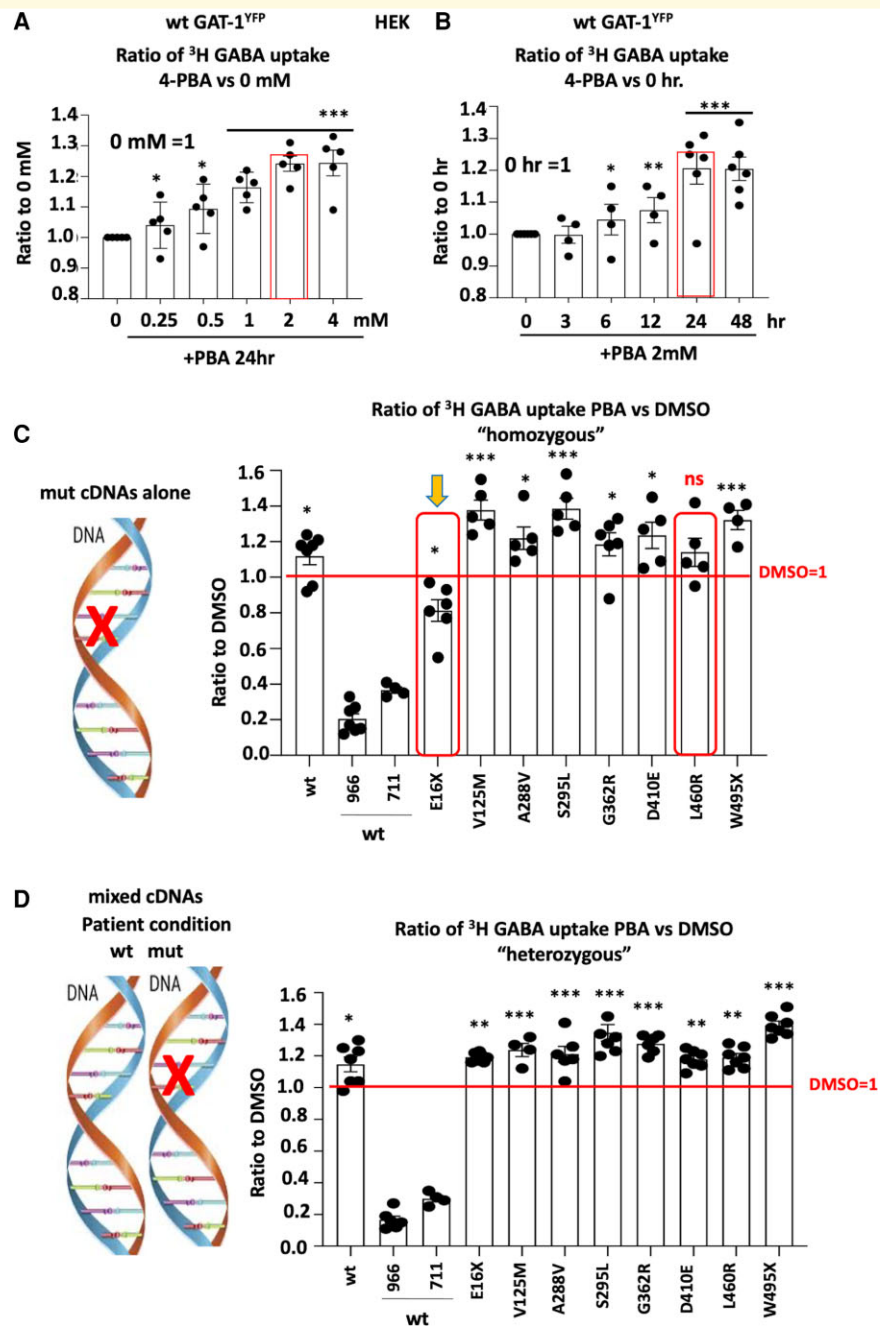 A
wt GAT-1YFP
HEK
Ratio of 3H GABA uptake
4-PBA vs 0 mM
Ratio to 0 mM
1.4
1.3
1.2
1.1
1.0
0.9
0.8
0 mM =1
*
*
***
0 0.25 0.5 1 2 4 mM
+PBA 24hr
B
wt GAT-1YFP
Ratio of 3H GABA uptake
4-PBA vs 0 hr.
Ratio to 0 hr
1.4
1.3
1.2
1.1
1.0
0.9
0.8
0 hr =1
*
**
***
0 3 6 12 24 48 hr
+PBA 2mM
C
mut cDNAs alone
DNA
X
Ratio of 3H GABA uptake PBA vs DMSO
“homozygous”
Ratio to DMSO
1.6
1.4
1.2
1.0
0.8
0.6
0.4
0.2
0.0
*
*
***
*
***
*
*
ns
***
DMSO=1
wt 966 711 E16X V125M A288V S295L G362R D410E L460R W495X
wt
D
mixed cDNAs
Patient condition
wt mut
DNA
DNA
X
Ratio of 3H GABA uptake PBA vs DMSO
“heterozygous”
Ratio to DMSO
1.6
1.4
1.2
1.0
0.8
0.6
0.4
0.2
0.0
*
**
***
***
***
***
**
**
***
DMSO=1
wt 966 711 E16X V125M A288V S295L G362R D410E L460R W495X
wt